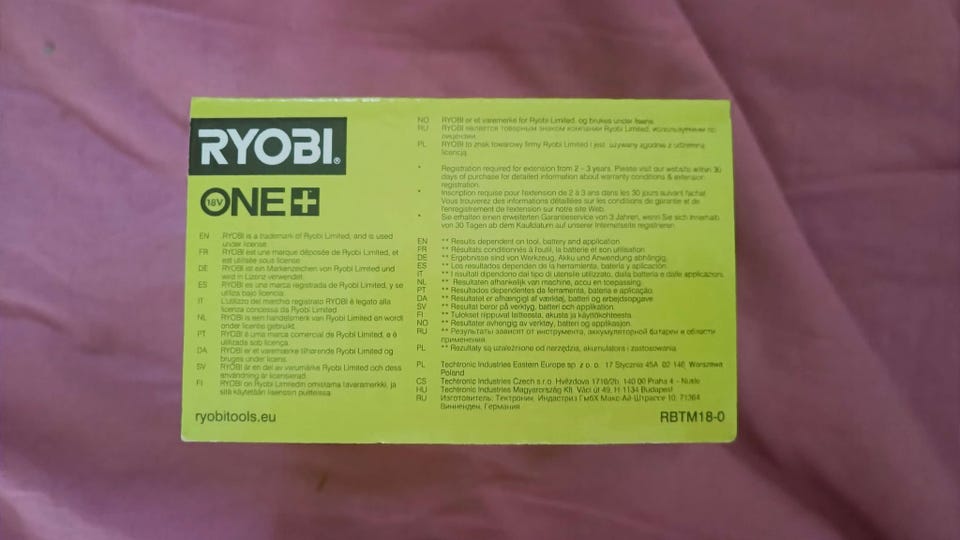 RYOBI®
18V ONE+
EN RYOBI is a trademark of Ryobi Limited, and is used
under license.
FR RYOBI est une marque déposée de Ryobi Limited, et
est utilisée sous license.
DE RYOBI ist ein Markenzeichen von Ryobi Limited und
wird in Lizenz verwendet.
ES RYOBI es una marca registrada de Ryobi Limited, y se
utiliza bajo licencia.
IT L'utilizzo del marchio registrato RYOBI è legato alla
licenza concessa da Ryobi Limited
NL RYOBI is een handelsmerk van Ryobi Limited en wordt
onder licentie gebruikt.
PT RYOBI é uma marca comercial de Ryobi Limited, e é
utilizada sob licença.
DA RYOBI er et varemærke tilhørende Ryobi Limited og
bruges under licens.
SV RYOBI är en del av varumärke Ryobi Limited och dess
användning är licensierad.
FI RYOBI on Ryobi Limitedin omistama tavaramerkki, ja
sitä käytetään lisenssin puitteissa.
ryobitools.eu
NO RYOBI er et varemerke for Ryobi Limited, og brukes under lisens.
RU RYOBI является товарным знаком компании Ryobi Limited, используемым по
лицензии.
PL RYOBI to znak towarowy firmy Ryobi Limited i jest używany zgodnie z udzieloną
licencją.
* Registration required for extension from 2 - 3 years. Please visit our website within 30
days of purchase for detailed information about warranty conditions & extension
registration.
* Inscription requise pour l'extension de 2 à 3 ans dans les 30 jours suivant l'achat.
Vous trouverez des informations détaillées sur les conditions de garantie et de
l'enregistrement de l'extension sur notre site Web.
* Sie erhalten einen erweiterten Garantieservice von 3 Jahren, wenn Sie sich innerhalb
von 30 Tagen ab dem Kaufdatum auf unserer Internetseite registrieren.
EN ** Results dependent on tool, battery and application.
FR ** Résultats conditionnés à l'outil, la batterie et son utilisation.
DE ** Ergebnisse sind von Werkzeug, Akku und Anwendung abhängig.
ES ** Los resultados dependen de la herramienta, batería y aplicación.
IT ** I risultati dipendono dal tipo di utensile utilizzato, dalla batteria e dalle applicazioni.
NL ** Resultaten afhankelijk van machine, accu en toepassing.
PT ** Resultados dependentes da ferramenta, bateria e aplicação.
DA ** Resultatet er afhængigt af værktøj, batteri og arbejdsopgave
SV ** Resultat beror på verktyg, batteri och applikation.
FI ** Tulokset riippuvat laitteesta, akusta ja käyttökohteesta.
NO ** Resultater avhengig av verktøy, batteri og applikasjon.
RU ** Результаты зависят от инструмента, аккумуляторной батареи и области
применения.
PL ** Rezultaty są uzależnione od narzędzia, akumulatora i zastosowania.
PL Techtronic Industries Eastern Europe sp. z o. o. 17 Stycznia 45A 02 146 Warszawa
Poland
CS Techtronic Industries Czech s.r.o. Hvězdova 1716/2b, 140 00 Praha 4 – Nusle
HU Techtronic Industries Magyarország Kft. Váci út 49, H-1134 Budapest
RU Изготовитель: Тектроник Индастриз ГмбХ Макс-Ай-Штрассе 10, 71364
Винненден, Германия
RBTM18-0